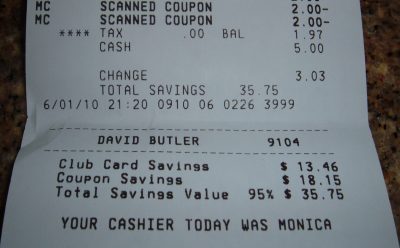 MC SCANNED COUPON 2.00-
MC SCANNED COUPON 2.00-
**** TAX .00 BAL 1.97
CASH 5.00
CHANGE 3.03
TOTAL SAVINGS 35.75
6/01/10 21:20 0910 06 0226 3999
DAVID BUTLER 9104
Club Card Savings $ 13.46
Coupon Savings $ 18.15
Total Savings Value 95% $ 35.75
YOUR CASHIER TODAY WAS MONICA